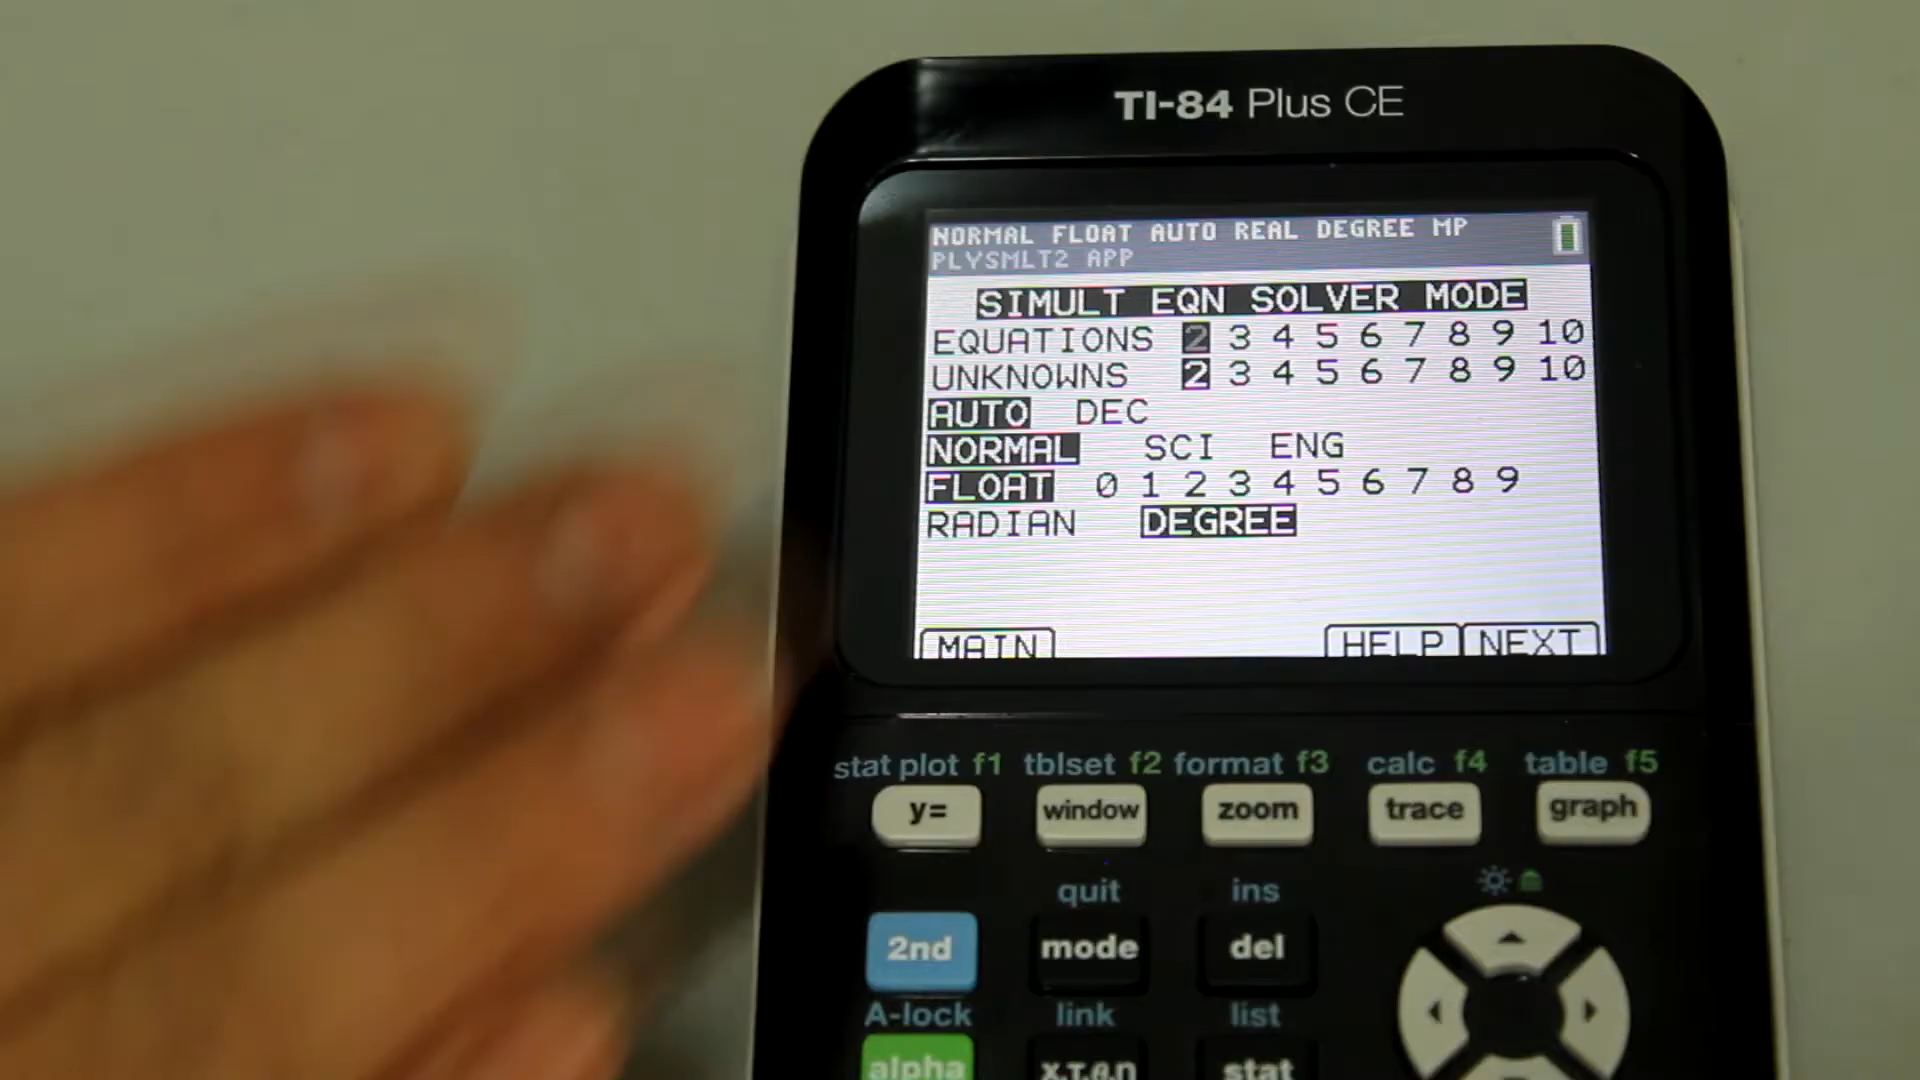 TI-84 Plus CE
NORMAL FLOAT AUTO REAL DEGREE MP
PLYSMLT2 APP
SIMULT EQN SOLVER MODE
EQUATIONS 2 3 4 5 6 7 8 9 10
UNKNOWNS 2 3 4 5 6 7 8 9 10
AUTO DEC
NORMAL SCI ENG
FLOAT 0 1 2 3 4 5 6 7 8 9
RADIAN DEGREE
MAIN HELP NEXT
stat plot f1 tblset f2 format f3 calc f4 table f5
y= window zoom trace graph
quit ins
2nd mode del
A-lock link list
alpha X,T,θ,n stat